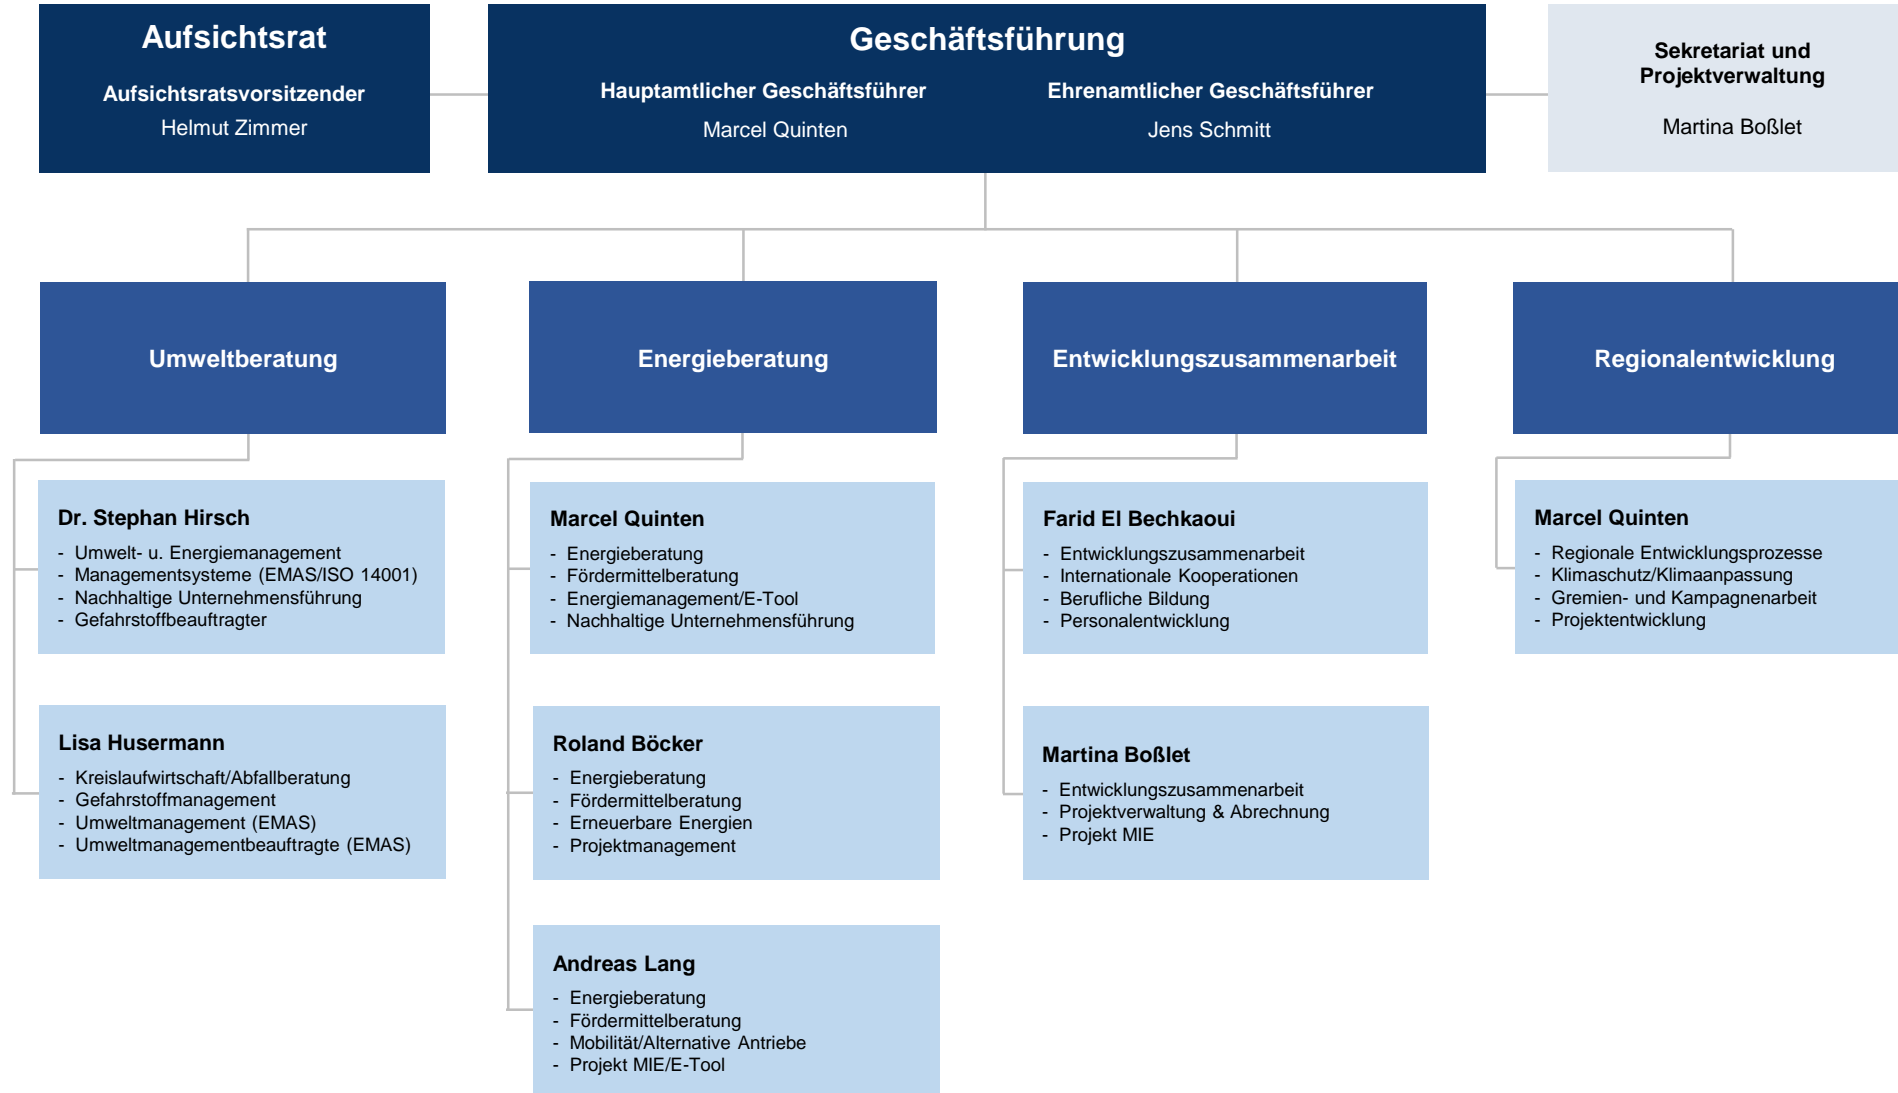 Aufsichtsrat
Aufsichtsratsvorsitzender
Helmut Zimmer
Geschäftsführung
Hauptamtlicher Geschäftsführer
Marcel Quinten
Ehrenamtlicher Geschäftsführer
Jens Schmitt
Sekretariat und
Projektverwaltung
Martina Boßlet
Umweltberatung
Energieberatung
Entwicklungszusammenarbeit
Regionalentwicklung
Dr. Stephan Hirsch
- Umwelt- u. Energiemanagement
- Managementsysteme (EMAS/ISO 14001)
- Nachhaltige Unternehmensführung
- Gefahrstoffbeauftragter
Lisa Husermann
- Kreislaufwirtschaft/Abfallberatung
- Gefahrstoffmanagement
- Umweltmanagement (EMAS)
- Umweltmanagementbeauftragte (EMAS)
Marcel Quinten
- Energieberatung
- Fördermittelberatung
- Energiemanagement/E-Tool
- Nachhaltige Unternehmensführung
Roland Böcker
- Energieberatung
- Fördermittelberatung
- Erneuerbare Energien
- Projektmanagement
Andreas Lang
- Energieberatung
- Fördermittelberatung
- Mobilität/Alternative Antriebe
- Projekt MIE/E-Tool
Farid El Bechkaoui
- Entwicklungszusammenarbeit
- Internationale Kooperationen
- Berufliche Bildung
- Personalentwicklung
Martina Boßlet
- Entwicklungszusammenarbeit
- Projektverwaltung & Abrechnung
- Projekt MIE
Marcel Quinten
- Regionale Entwicklungsprozesse
- Klimaschutz/Klimaanpassung
- Gremien- und Kampagnenarbeit
- Projektentwicklung